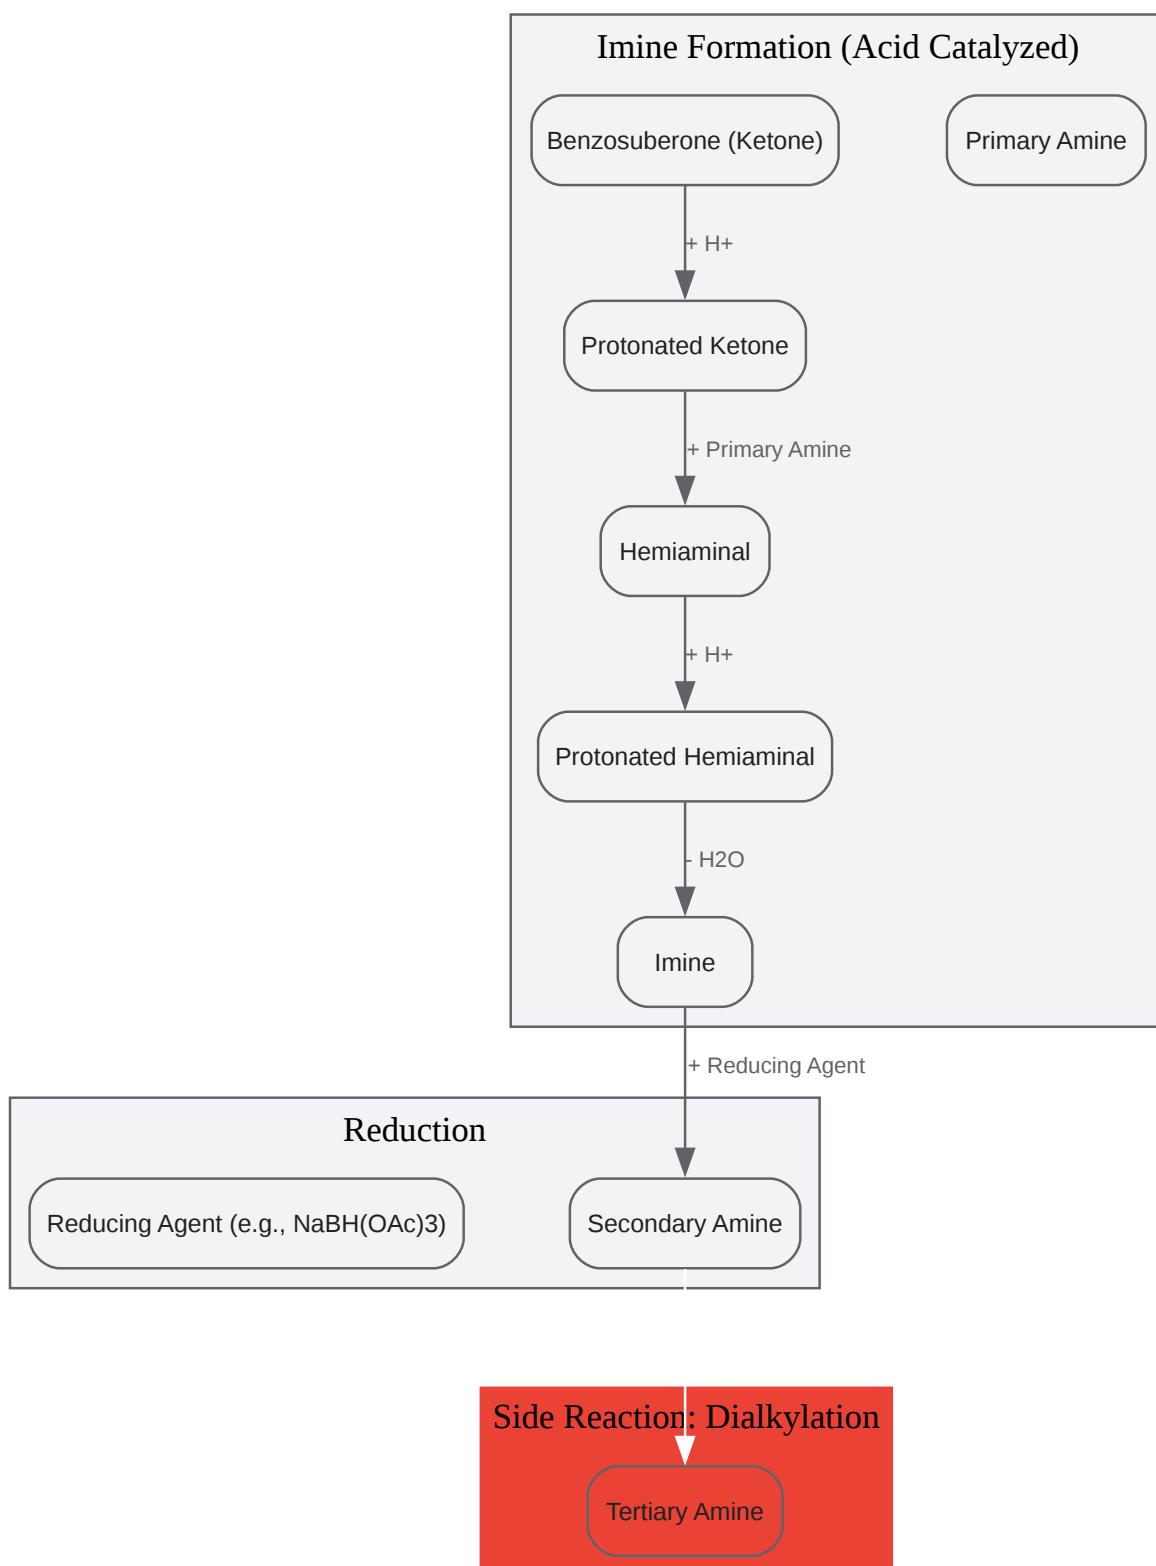 Imine Formation (Acid Catalyzed)
Benzosuberone (Ketone)
Primary Amine
+ H+
Protonated Ketone
+ Primary Amine
Hemiaminal
+ H+
Protonated Hemiaminal
- H2O
Imine
+ Reducing Agent
Reduction
Reducing Agent (e.g., NaBH(OAc)3)
Secondary Amine
Side Reaction: Dialkylation
Tertiary Amine